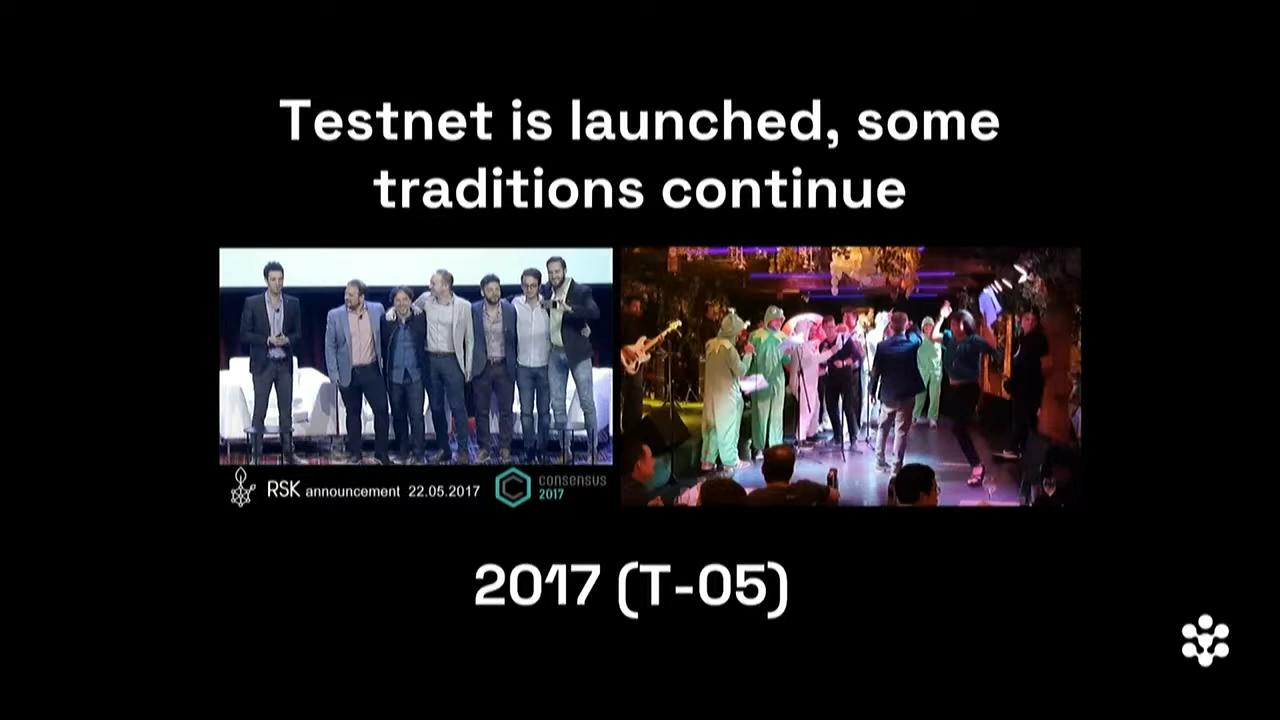 Testnet is launched, some
traditions continue
RSK announcement 22.05.2017
consensus
2017
2017 (T-05)